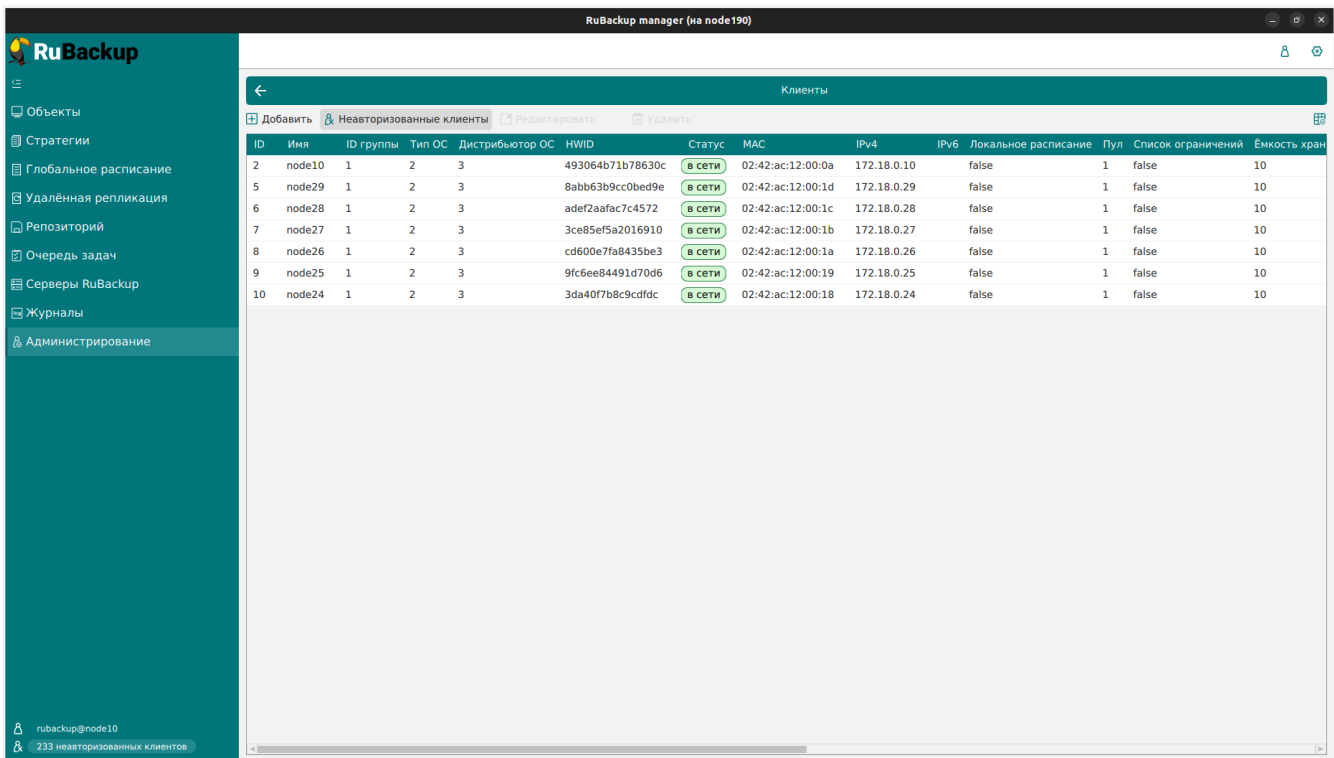 RuBackup manager (на node190)
RuBackup
Объекты
Стратегии
Глобальное расписание
Удалённая репликация
Репозиторий
Очередь задач
Серверы RuBackup
Журналы
Администрирование
Клиенты
Добавить Неавторизованные клиенты Редактировать Удалить
ID Имя ID группы Тип ОС Дистрибьютор ОС HWID Статус MAC IPv4 IPv6 Локальное расписание Пул Список ограничений Ёмкость хран
2 node10 1 2 3 493064b71b78630c в сети 02:42:ac:12:00:0a 172.18.0.10 false 1 false 10
5 node29 1 2 3 8abb63b9cc0bed9e в сети 02:42:ac:12:00:1d 172.18.0.29 false 1 false 10
6 node28 1 2 3 adef2aafac7c4572 в сети 02:42:ac:12:00:1c 172.18.0.28 false 1 false 10
7 node27 1 2 3 3ce85ef5a2016910 в сети 02:42:ac:12:00:1b 172.18.0.27 false 1 false 10
8 node26 1 2 3 cd600e7fa8435be3 в сети 02:42:ac:12:00:1a 172.18.0.26 false 1 false 10
9 node25 1 2 3 9fc6ee84491d70d6 в сети 02:42:ac:12:00:19 172.18.0.25 false 1 false 10
10 node24 1 2 3 3da40f7b8c9cdfdc в сети 02:42:ac:12:00:18 172.18.0.24 false 1 false 10
rubackup@node10
233 неавторизованных клиентов